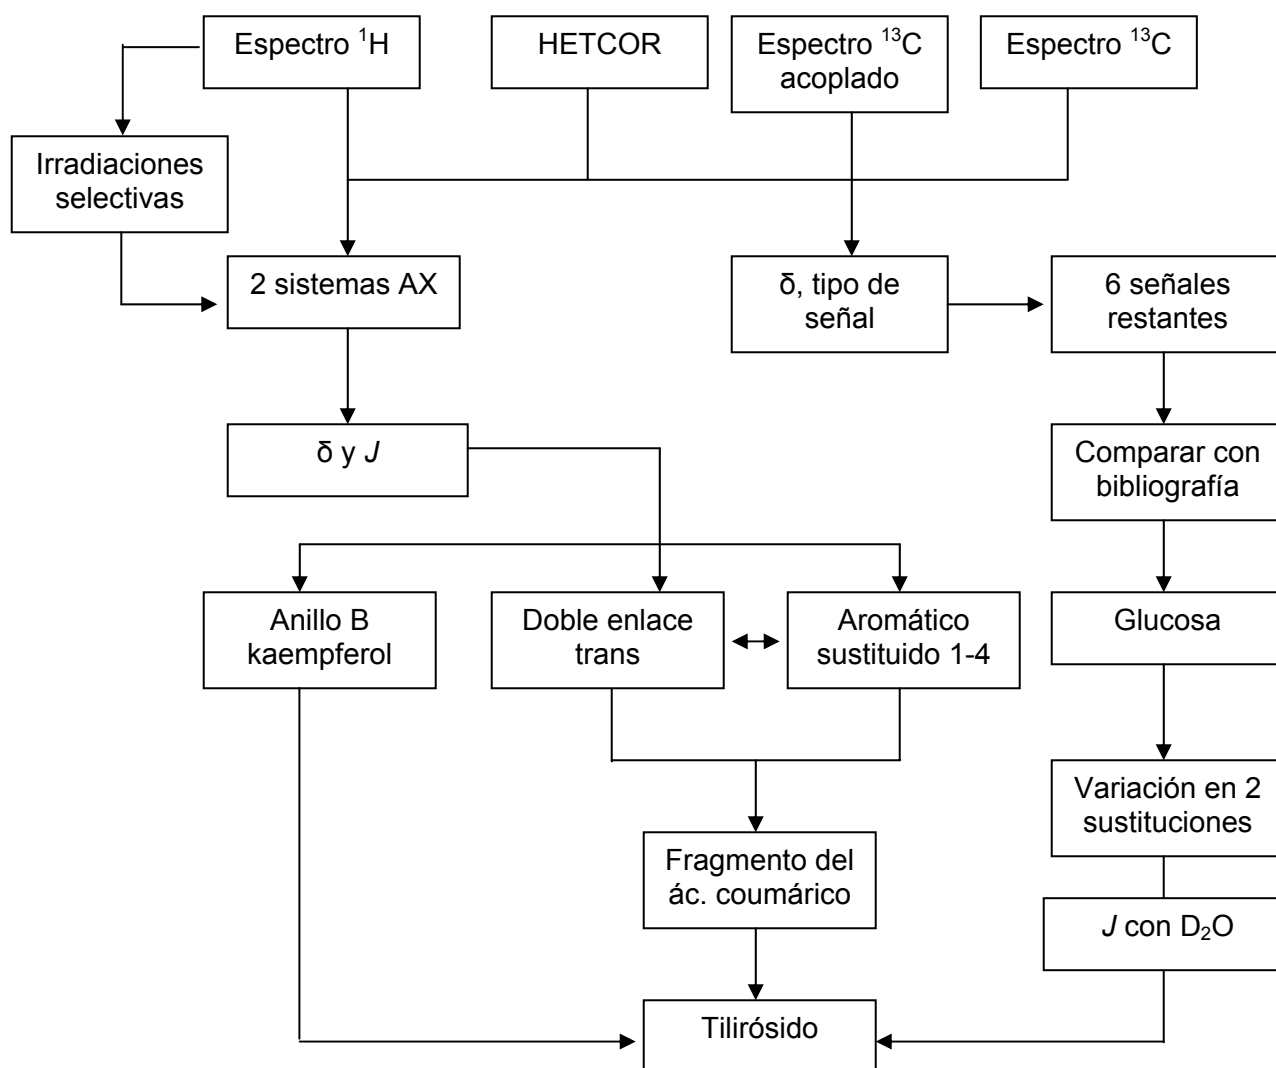 Espectro ¹H
HETCOR
Espectro ¹³C
acoplado
Espectro ¹³C
Irradiaciones
selectivas
2 sistemas AX
δ, tipo de
señal
6 señales
restantes
δ y J
Comparar con
bibliografía
Anillo B
kaempferol
Doble enlace
trans
Aromático
sustituido 1-4
Glucosa
Variación en 2
sustituciones
Fragmento del
ác. coumárico
J con D₂O
Tilirósido